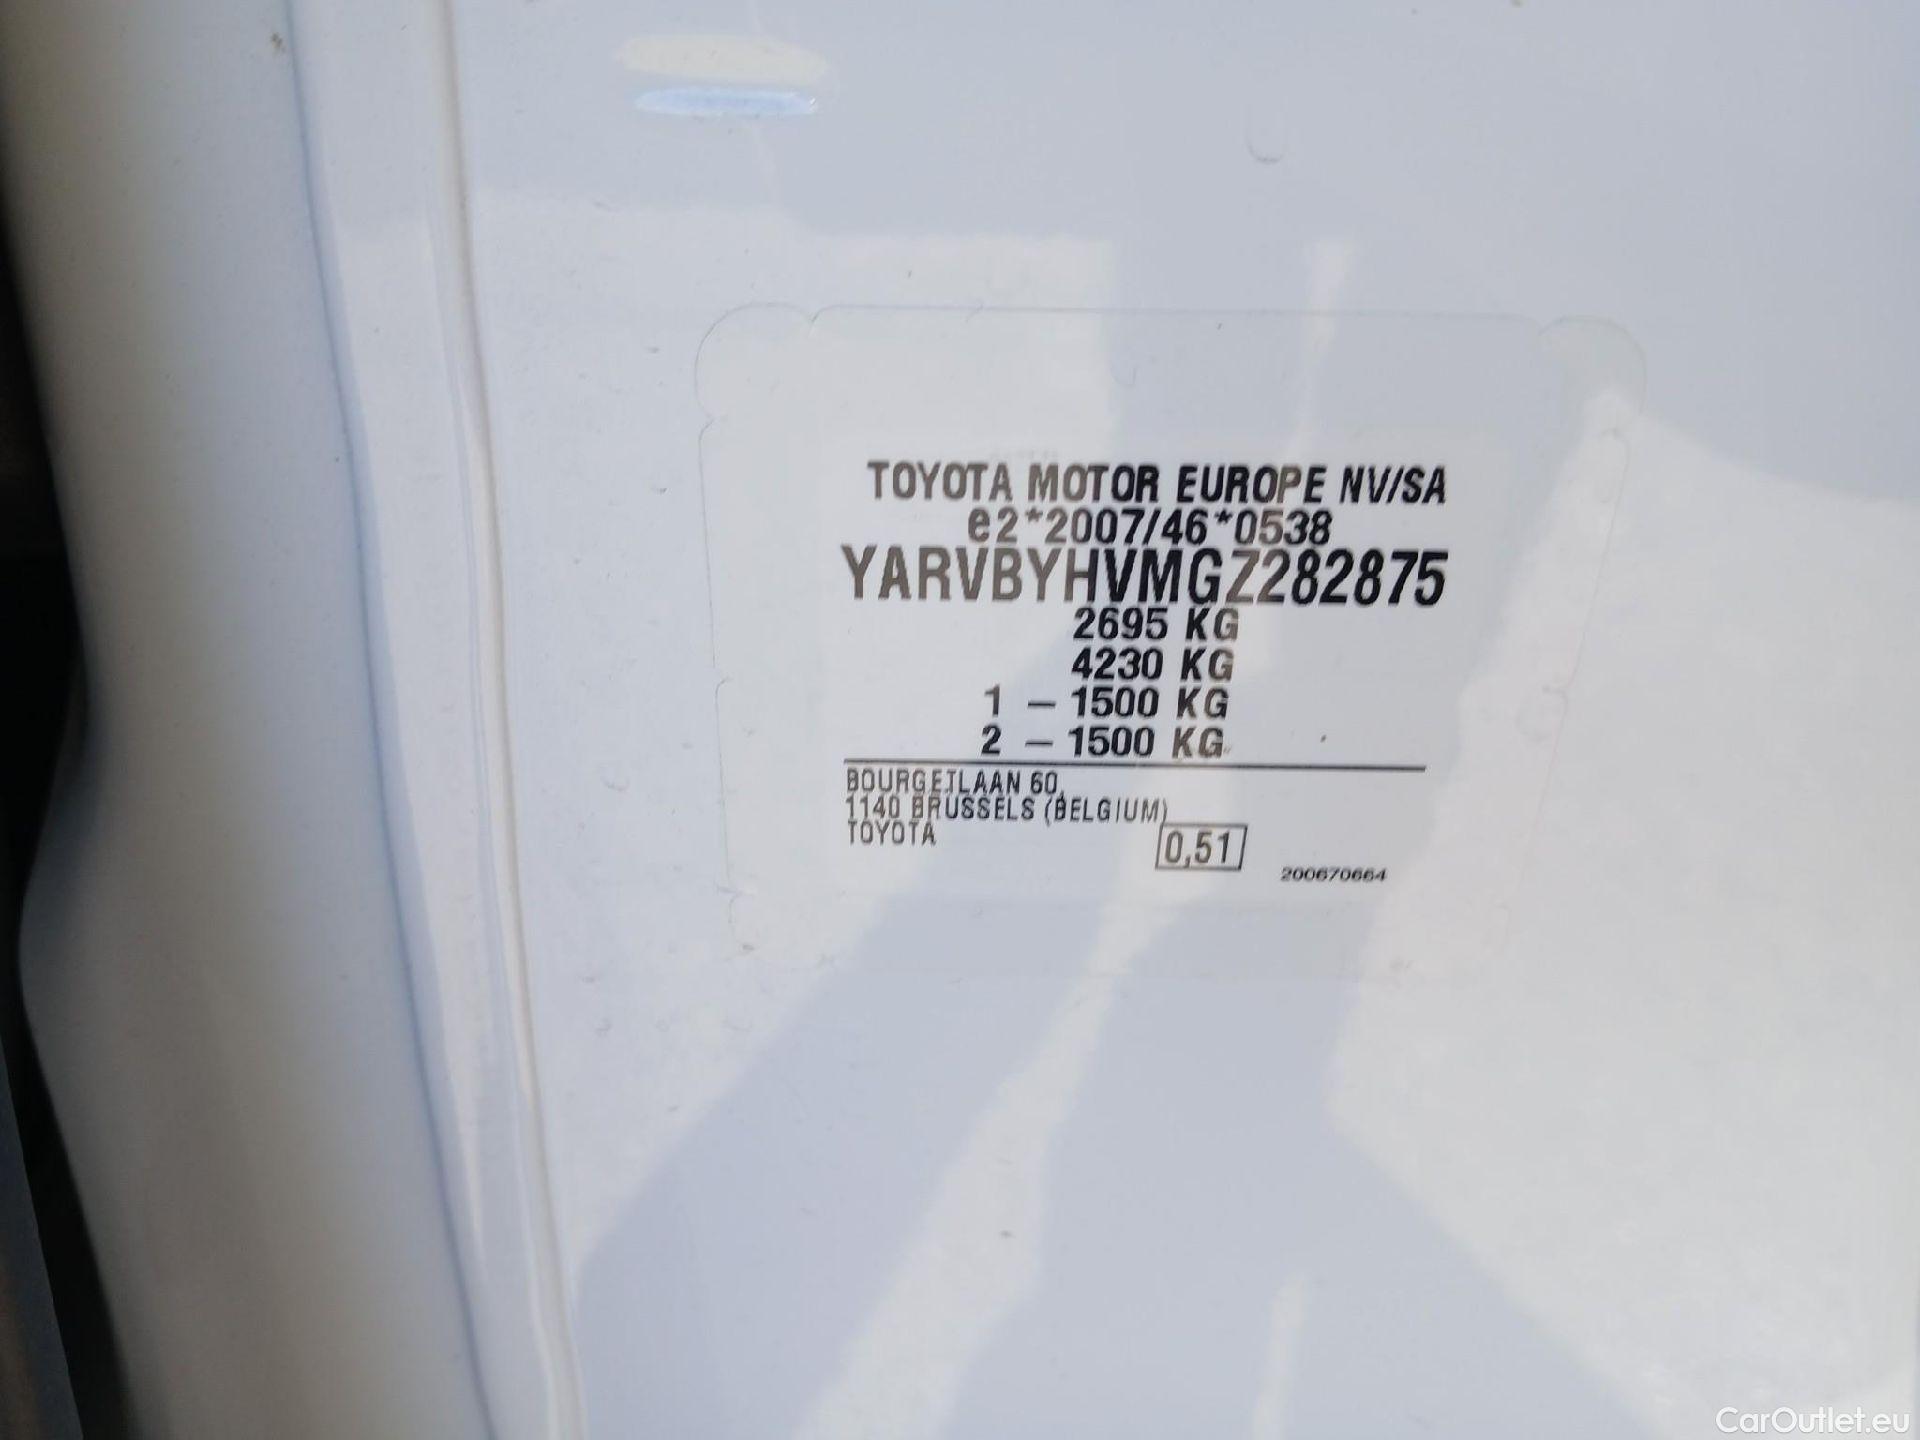 TOYOTA MOTOR EUROPE NV/SA
e2*2007/46*0538
YARVBYHVMGZ282875
2695 KG
4230 KG
1 – 1500 KG
2 – 1500 KG
BOURGETLAAN 60,
1140 BRUSSELS (BELGIUM)
TOYOTA
0,51
200670664
CarOutlet.eu